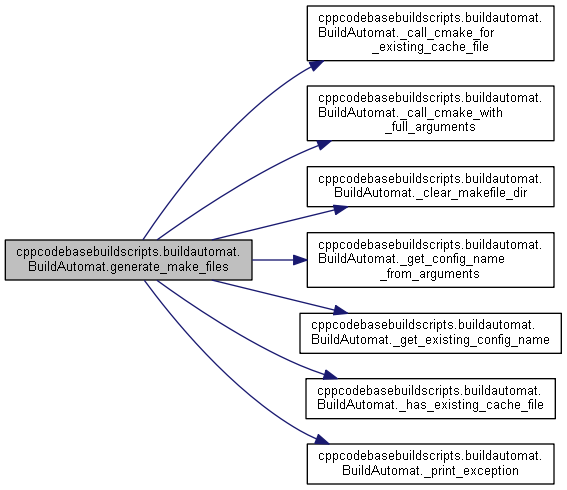 cppcodebasebuildscripts.buildautomat.
BuildAutomat.generate_make_files
cppcodebasebuildscripts.buildautomat.
BuildAutomat._call_cmake_for
_existing_cache_file
cppcodebasebuildscripts.buildautomat.
BuildAutomat._call_cmake_with
_full_arguments
cppcodebasebuildscripts.buildautomat.
BuildAutomat._clear_makefile_dir
cppcodebasebuildscripts.buildautomat.
BuildAutomat._get_config_name
_from_arguments
cppcodebasebuildscripts.buildautomat.
BuildAutomat._get_existing_config_name
cppcodebasebuildscripts.buildautomat.
BuildAutomat._has_existing_cache_file
cppcodebasebuildscripts.buildautomat.
BuildAutomat._print_exception